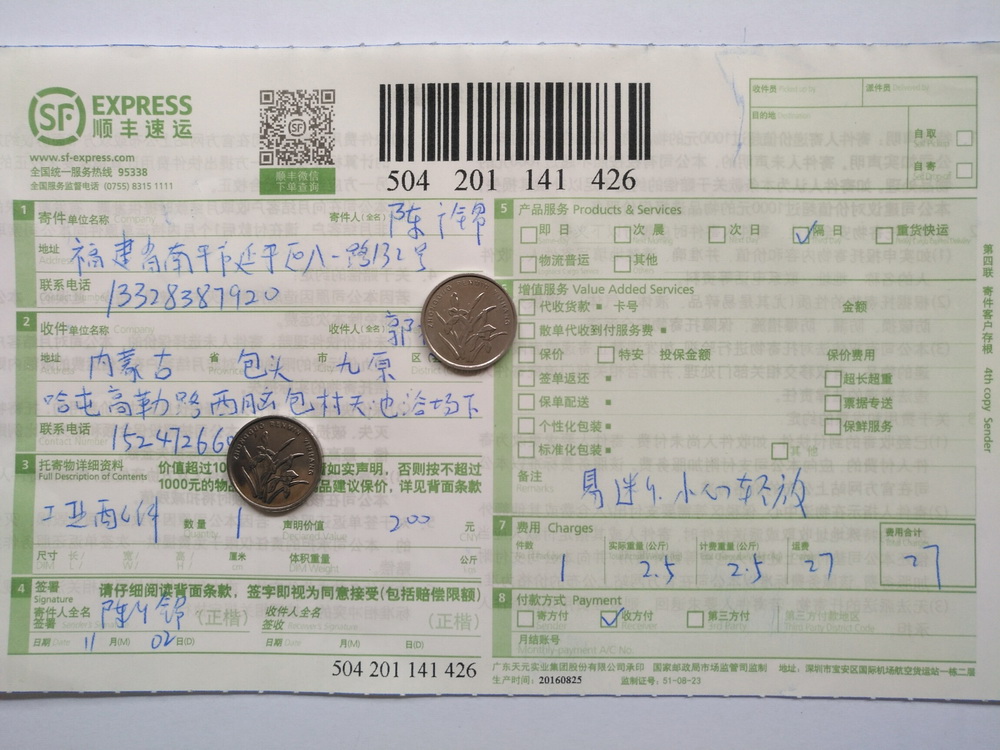 SF EXPRESS
顺丰速运
www.sf-express.com
全国统一服务热线 95338
全国服务监督电话 (0755) 8315 1111
顺丰微信
下单查询
504 201 141 426
收件员
派件员
目的地
自取
自寄
1 寄件 单位名称 Company 寄件人(全名) 陈
地址 福建省南平市延平区八一路132号
联系电话 13328387920
2 收件 单位名称 Company 收件人(全名) 郭
地址 内蒙古 省 包头 市 九原 区
哈屯高勒路西脑包村天也浴场下
联系电话 152472660
3 托寄物详细资料
Full Description of Contents
价值超过 如实声明，否则按不超过
1000元的物品 品建议保价，详见背面条款
工业 配件 数量 1 声明价值 200 元 CNY
尺寸 长/ 宽/ 高/ 厘米 体积重量 公斤
4 签署 Signature
请仔细阅读背面条款，签字即视为同意接受(包括赔偿限额)
寄件人全名 签署 陈 (正楷) 收件人全名 签收 (正楷)
日期 11 月(M) 02 日(D) 日期 月(M) 日(D)
504 201 141 426
5 产品服务 Products & Services
即日 次晨 次日 隔日 重货快运
物流普运 其他
增值服务 Value Added Services
代收货款 卡号 金额
散单代收到付服务费
保价 特安 投保金额 保价费用
签单返还 超长超重
保单配送 票据专送
个性化包装 保鲜服务
标准化包装 其他
备注 Remarks 易 小心轻放
7 费用 Charges
件数 实际重量(公斤) 计费重量(公斤) 运费 费用合计
1 2.5 2.5 27 27
8 付款方式 Payment
寄方付 收方付 第三方付 第三方付款地区
月结账号 Monthly-payment A/C No.
广东天元实业集团股份有限公司承印 国家邮政局市场监管司监制 地址：深圳市宝安区国际机场航空货运站一栋二层
生产时间：20160825 监制证号：51-08-23
第四联 寄件客户存根 4th copy Sender